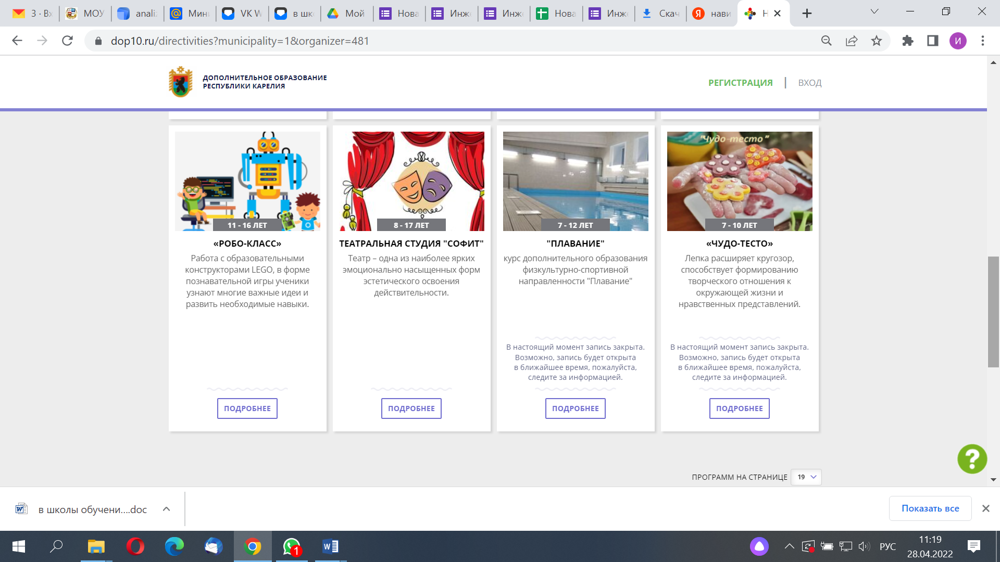 3 · Вх
МОУ
anali
Мин
VK W
в шк
Мой
Нова
Инж
Инж
Нова
Инж
Скач
нави
Н
dop10.ru/directivities?municipality=1&organizer=481
И
ДОПОЛНИТЕЛЬНОЕ ОБРАЗОВАНИЕ
РЕСПУБЛИКИ КАРЕЛИЯ
РЕГИСТРАЦИЯ | ВХОД
11 - 16 ЛЕТ
«РОБО-КЛАСС»
Работа с образовательными
конструкторами LEGO, в форме
познавательной игры ученики
узнают многие важные идеи и
развить необходимые навыки.
ПОДРОБНЕЕ
8 - 17 ЛЕТ
ТЕАТРАЛЬНАЯ СТУДИЯ "СОФИТ"
Театр – одна из наиболее ярких
эмоционально насыщенных форм
эстетического освоения
действительности.
ПОДРОБНЕЕ
7 - 12 ЛЕТ
"ПЛАВАНИЕ"
курс дополнительного образования
физкультурно-спортивной
направленности "Плавание"
В настоящий момент запись закрыта.
Возможно, запись будет открыта
в ближайшее время, пожалуйста,
следите за информацией.
ПОДРОБНЕЕ
"Чудо-тесто"
7 - 10 ЛЕТ
«ЧУДО-ТЕСТО»
Лепка расширяет кругозор,
способствует формированию
творческого отношения к
окружающей жизни и
нравственных представлений.
В настоящий момент запись закрыта.
Возможно, запись будет открыта
в ближайшее время, пожалуйста,
следите за информацией.
ПОДРОБНЕЕ
?
ПРОГРАММ НА СТРАНИЦЕ 19
в школы обучени....doc
Показать все
1
РУС
11:19
28.04.2022